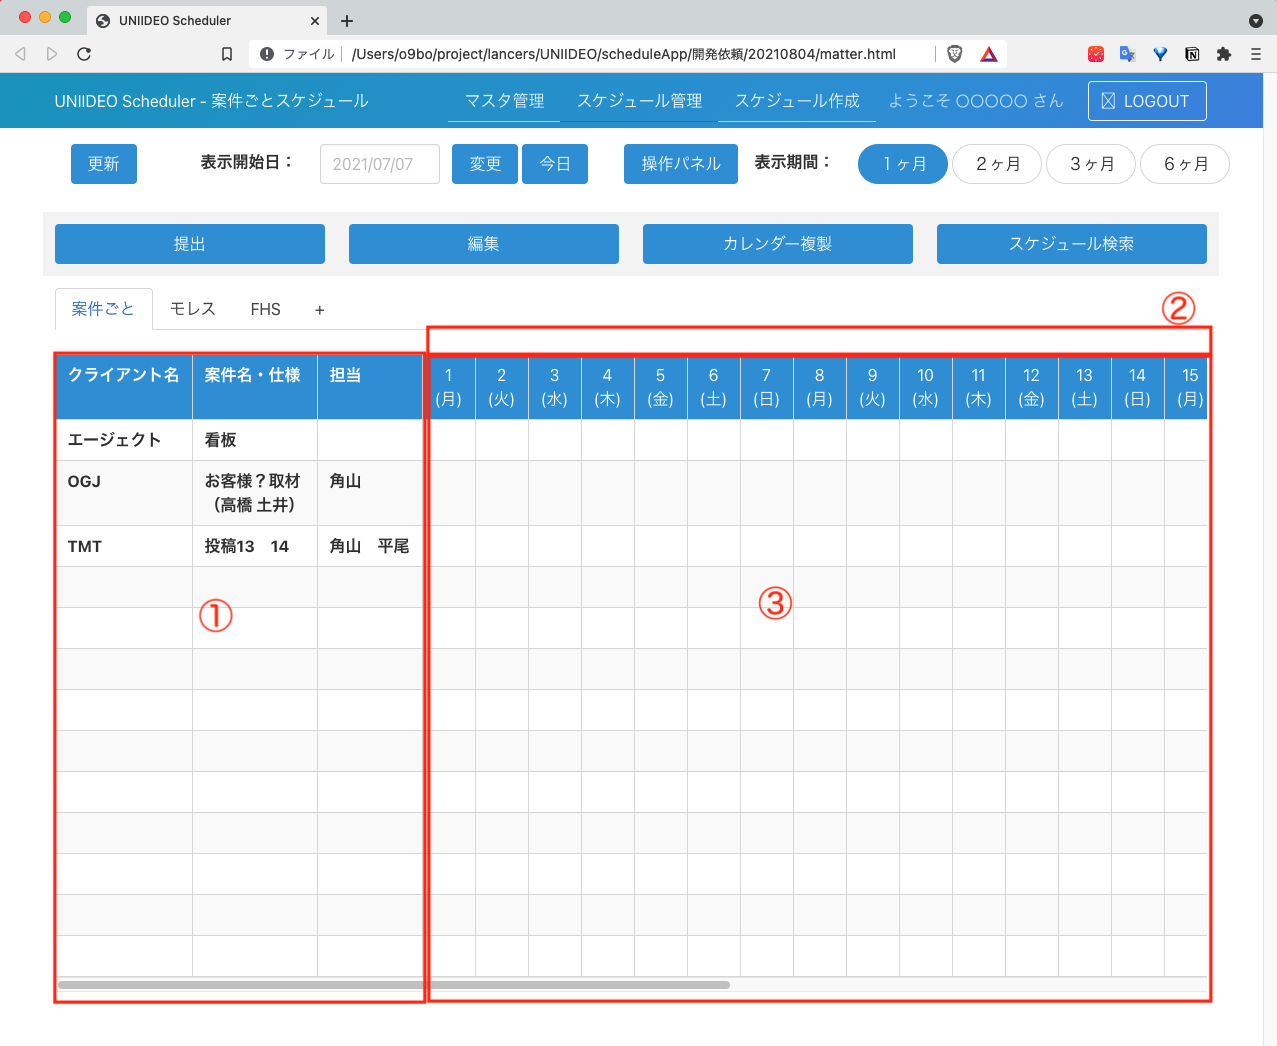 UNIIDEO Scheduler
ファイル
/Users/o9bo/project/lancers/UNIIDEO/scheduleApp/開発依頼/20210804/matter.html
UNIIDEO Scheduler - 案件ごとスケジュール
マスタ管理
スケジュール管理
スケジュール作成
ようこそ 〇〇〇〇〇 さん
LOGOUT
更新
表示開始日：
2021/07/07
変更
今日
操作パネル
表示期間：
１ヶ月
２ヶ月
３ヶ月
６ヶ月
提出
編集
カレンダー複製
スケジュール検索
案件ごと
モレス
FHS
+
②
クライアント名 案件名・仕様 担当 1 2 3 4 5 6 7 8 9 10 11 12 13 14 15
(月) (火) (水) (木) (金) (土) (日) (月) (火) (水) (木) (金) (土) (日) (月)
エージェクト 看板
OGJ お客様？取材 角山
（高橋 土井）
TMT 投稿13　14 角山　平尾
①
③